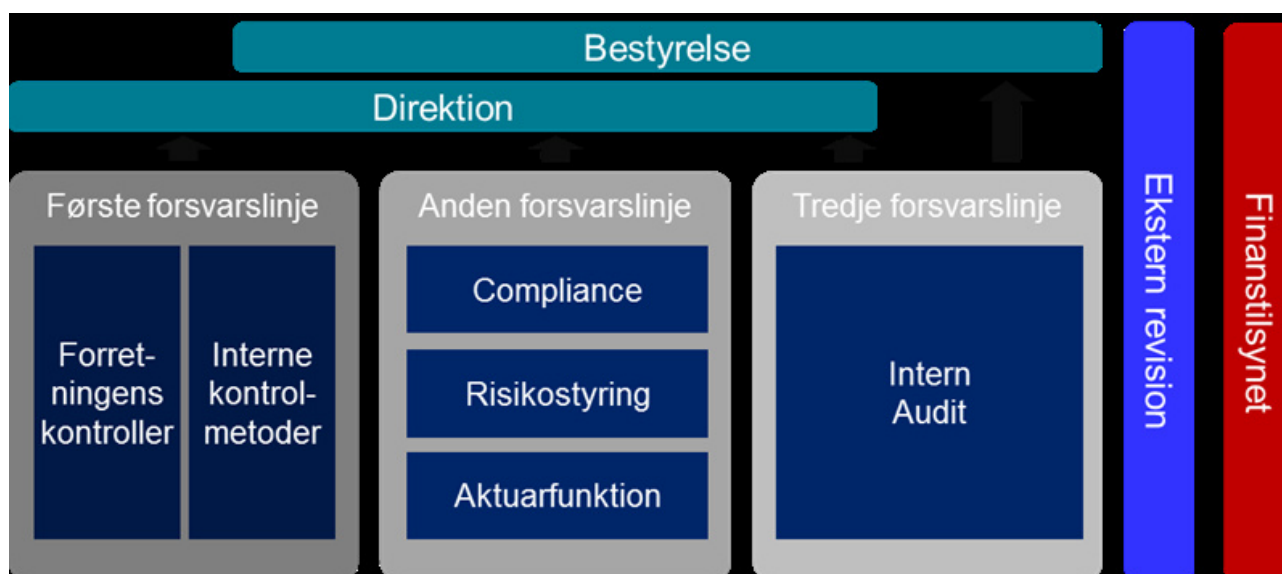 Bestyrelse
Direktion
Første forsvarslinje
Forret-
ningens
kontroller
Interne
kontrol-
metoder
Anden forsvarslinje
Compliance
Risikostyring
Aktuarfunktion
Tredje forsvarslinje
Intern
Audit
Ekstern revision
Finanstilsynet